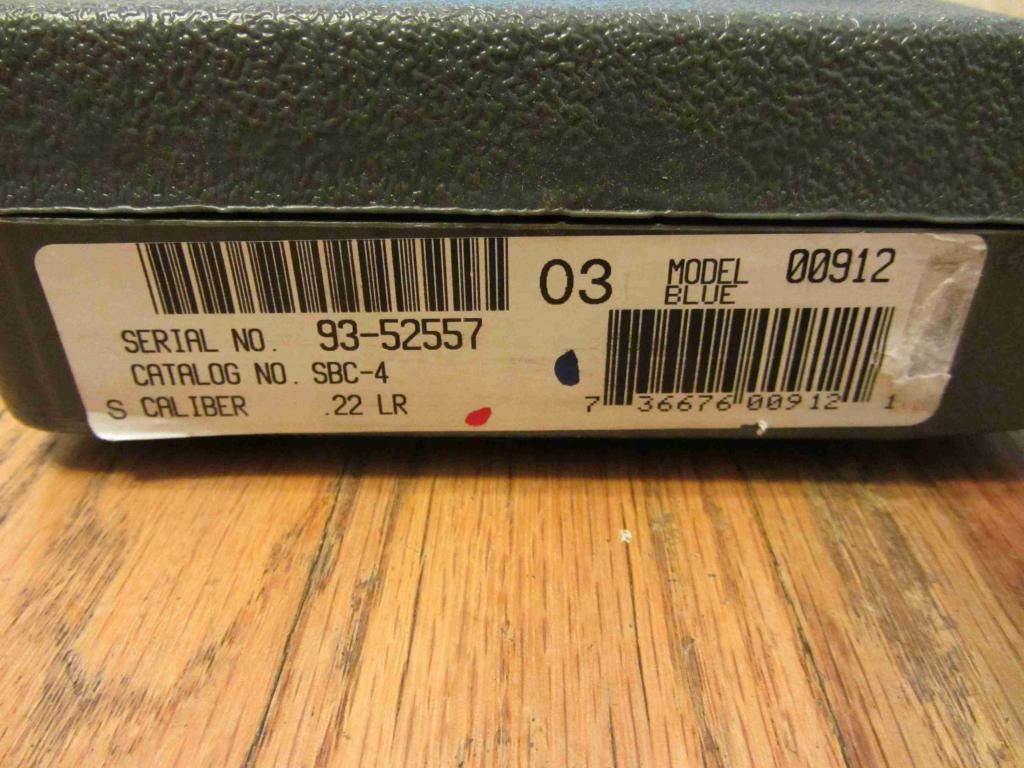 03 MODEL 00912
BLUE
SERIAL NO. 93-52557
CATALOG NO. SBC-4
S CALIBER .22 LR
7 36676 00912 1